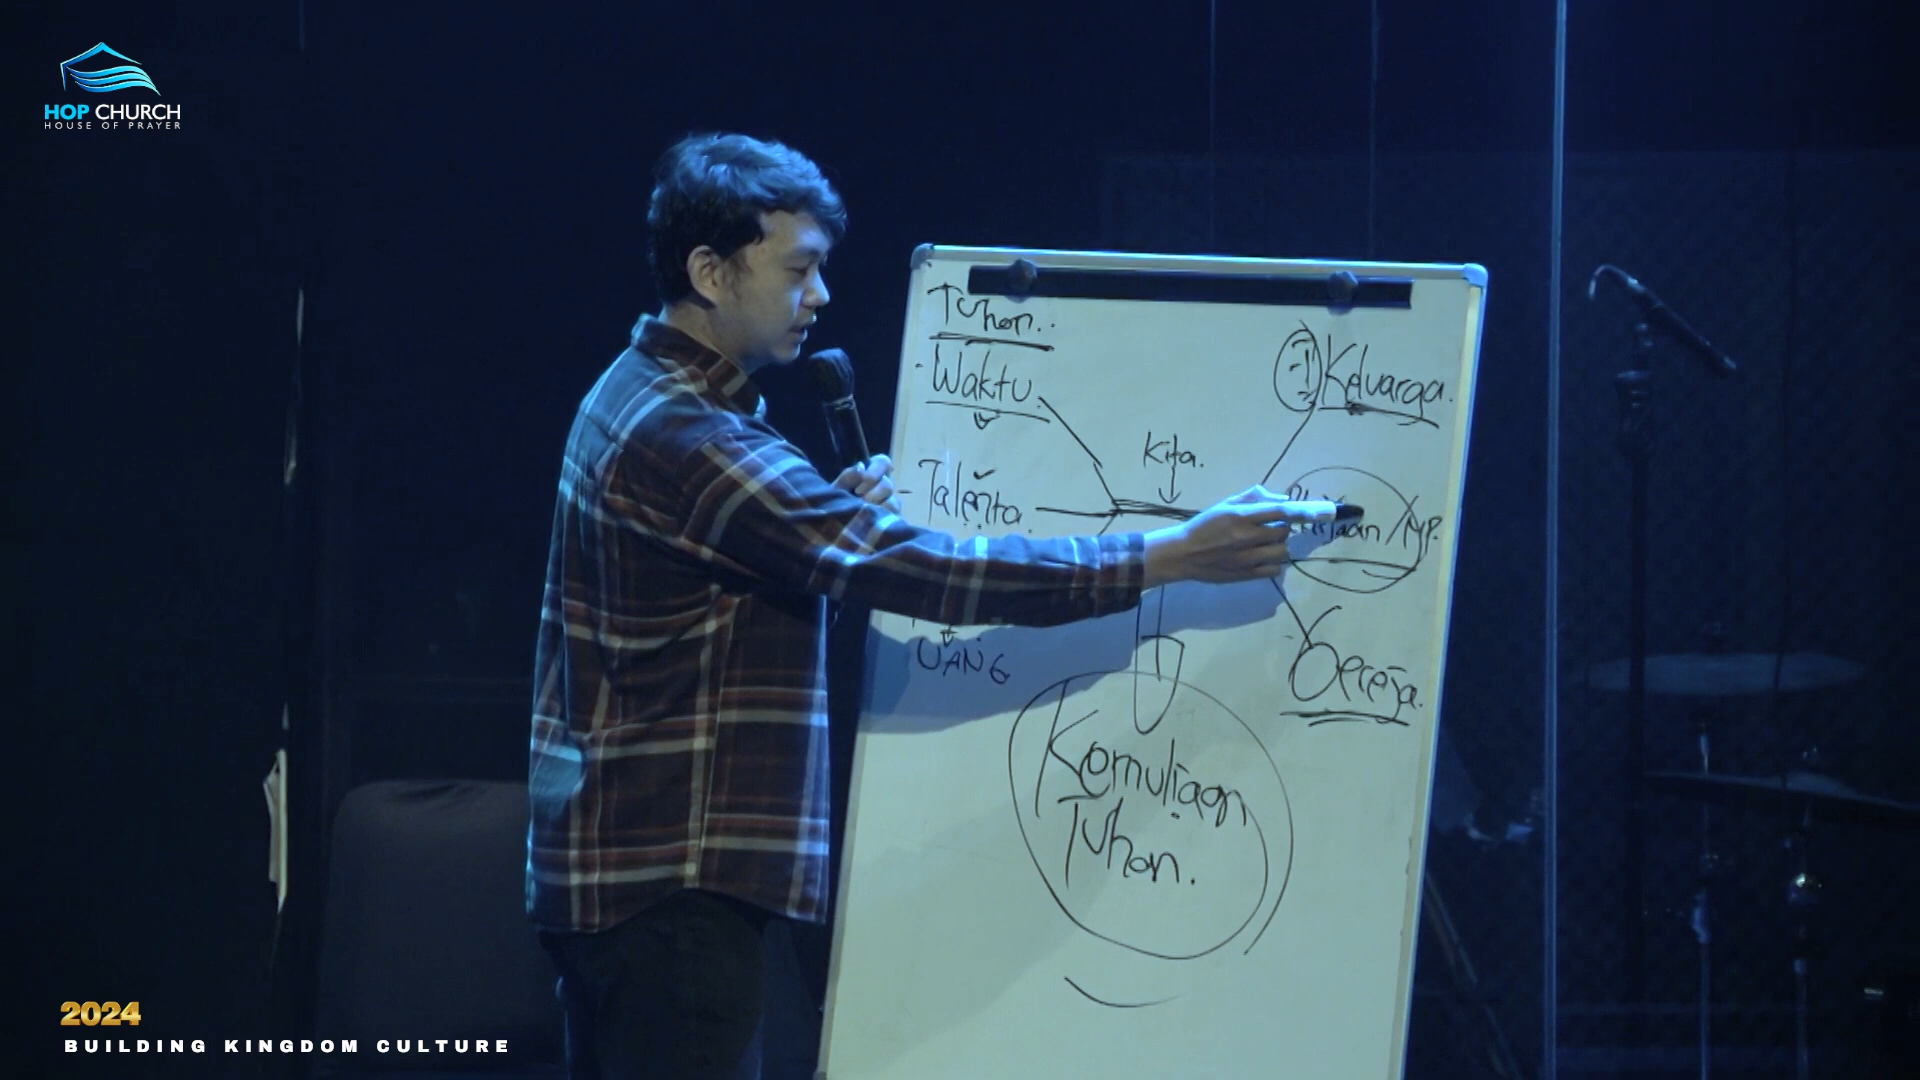 HOP CHURCH
HOUSE OF PRAYER
Tuhan..
- Waktu.
- Talenta.
UANG
Kita.
Keluarga.
Gereja.
Kemuliaan
Tuhan.
2024
BUILDING KINGDOM CULTURE